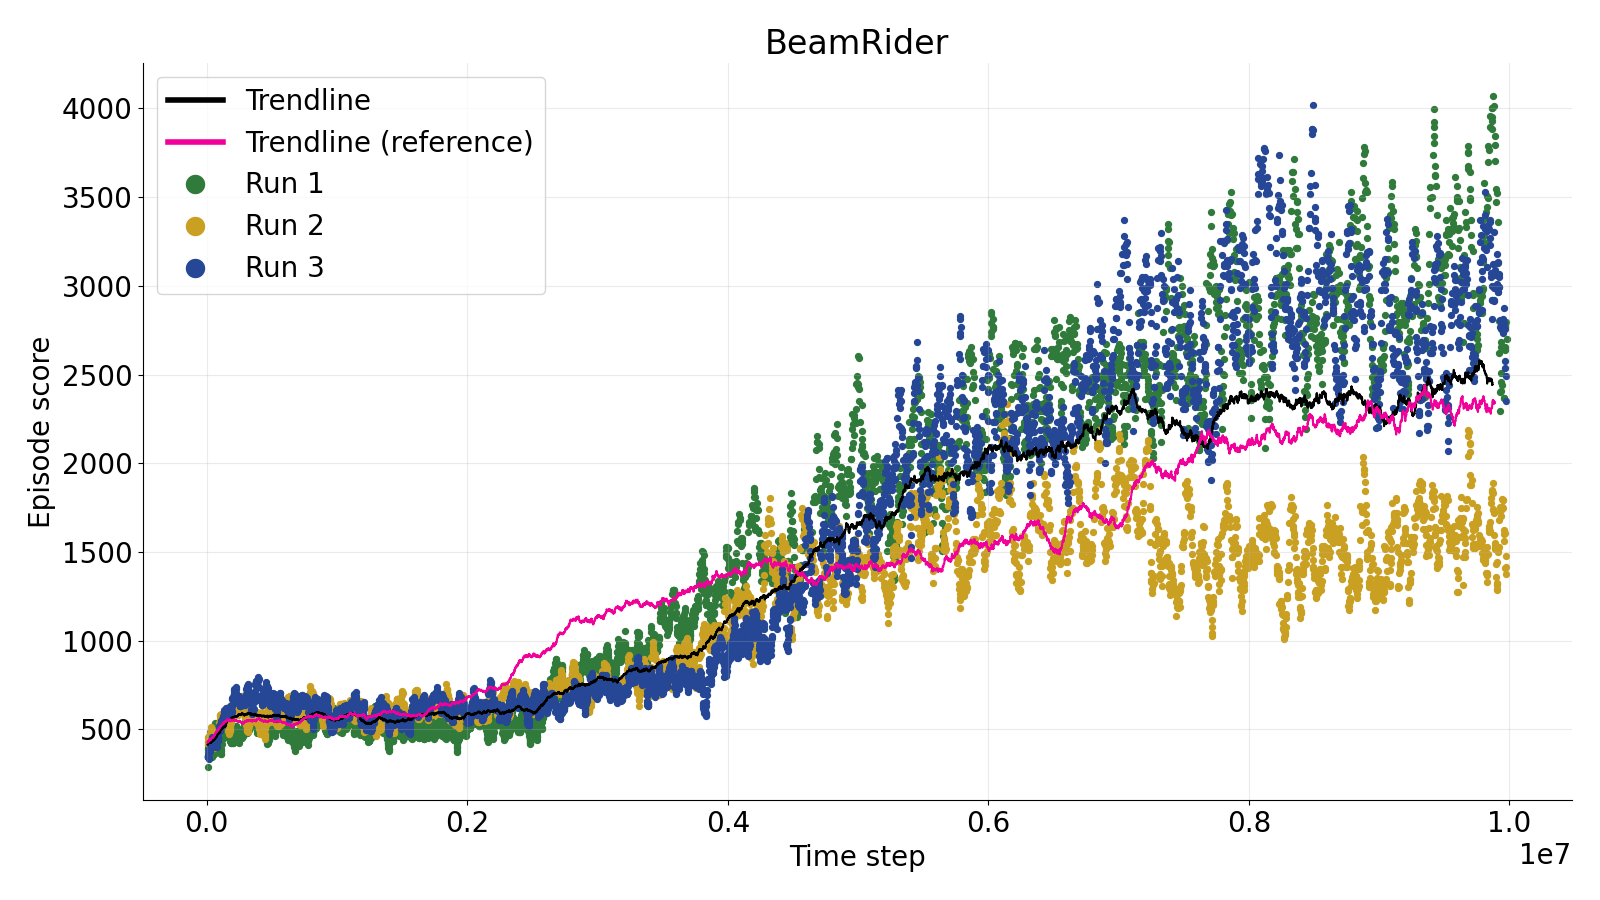 BeamRider
Trendline
Trendline (reference)
Run 1
Run 2
Run 3
Episode score
4000
3500
3000
2500
2000
1500
1000
500
0.0 0.2 0.4 0.6 0.8 1.0
1e7
Time step